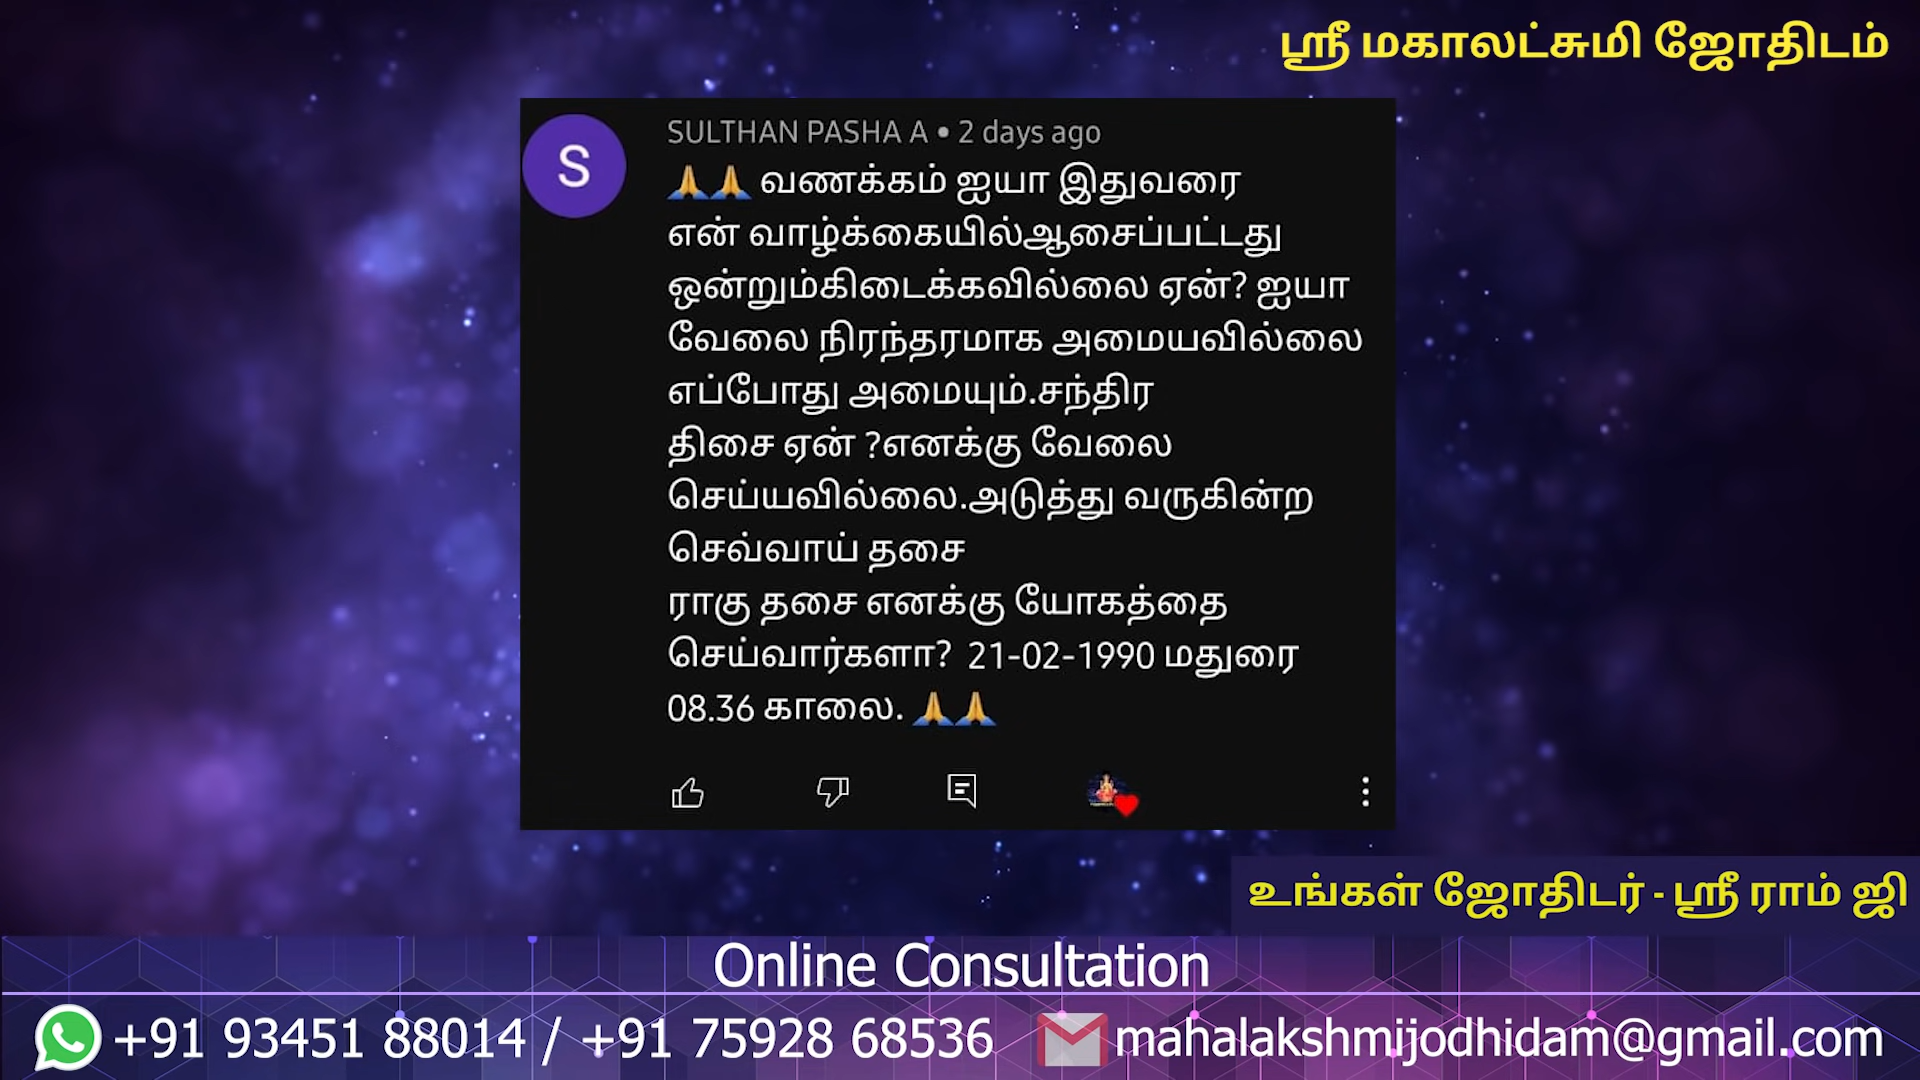 ஸ்ரீ மகாலட்சுமி ஜோதிடம்
S
SULTHAN PASHA A • 2 days ago
🙏🙏 வணக்கம் ஐயா இதுவரை
என் வாழ்க்கையில்ஆசைப்பட்டது
ஒன்றும்கிடைக்கவில்லை ஏன்? ஐயா
வேலை நிரந்தரமாக அமையவில்லை
எப்போது அமையும்.சந்திர
திசை ஏன் ?எனக்கு வேலை
செய்யவில்லை.அடுத்து வருகின்ற
செவ்வாய் தசை
ராகு தசை எனக்கு யோகத்தை
செய்வார்களா? 21-02-1990 மதுரை
08.36 காலை. 🙏🙏
உங்கள் ஜோதிடர் - ஸ்ரீ ராம் ஜி
Online Consultation
+91 93451 88014 / +91 75928 68536 mahalakshmijodhidam@gmail.com